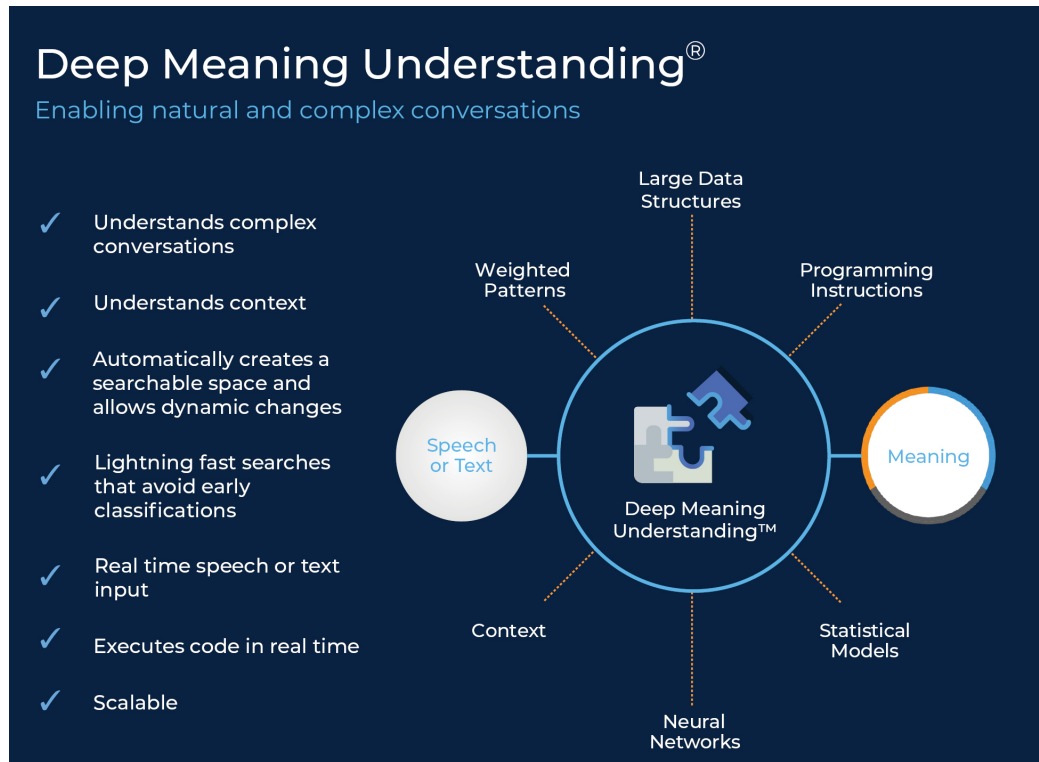 Deep Meaning Understanding®
Enabling natural and complex conversations
Understands complex
conversations
Understands context
Automatically creates a
searchable space and
allows dynamic changes
Lightning fast searches
that avoid early
classifications
Real time speech or text
input
Executes code in real time
Scalable
Large Data
Structures
Weighted
Patterns
Programming
Instructions
Speech
or Text
Deep Meaning
Understanding™
Meaning
Context
Statistical
Models
Neural
Networks